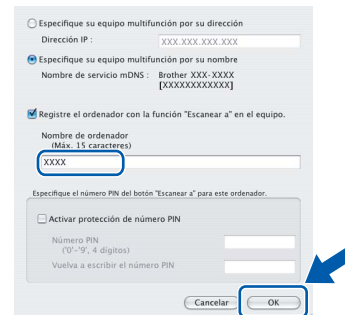 Especifique su equipo multifunción por su dirección
Dirección IP :
XXX.XXX.XXX.XXX
Especifique su equipo multifunción por su nombre
Nombre de servicio mDNS : Brother XXX-XXXX
[XXXXXXXXXXXX]
Registre el ordenador con la función "Escanear a" en el equipo.
Nombre de ordenador
(Máx. 15 caracteres)
XXXX
Especifique el número PIN del botón "Escanear a" para este ordenador.
Activar protección de número PIN
Número PIN
('0'-'9', 4 dígitos)
Vuelva a escribir el número PIN
Cancelar OK